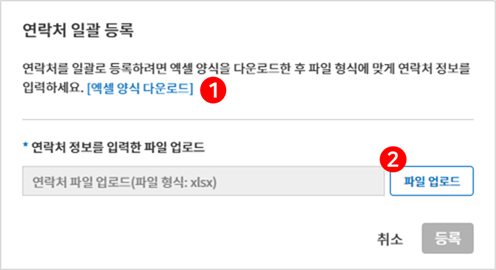 연락처 일괄 등록
연락처를 일괄로 등록하려면 엑셀 양식을 다운로드한 후 파일 형식에 맞게 연락처 정보를
입력하세요. [엑셀 양식 다운로드] 1
* 연락처 정보를 입력한 파일 업로드
2
연락처 파일 업로드(파일 형식: xlsx) 파일 업로드
취소 등록